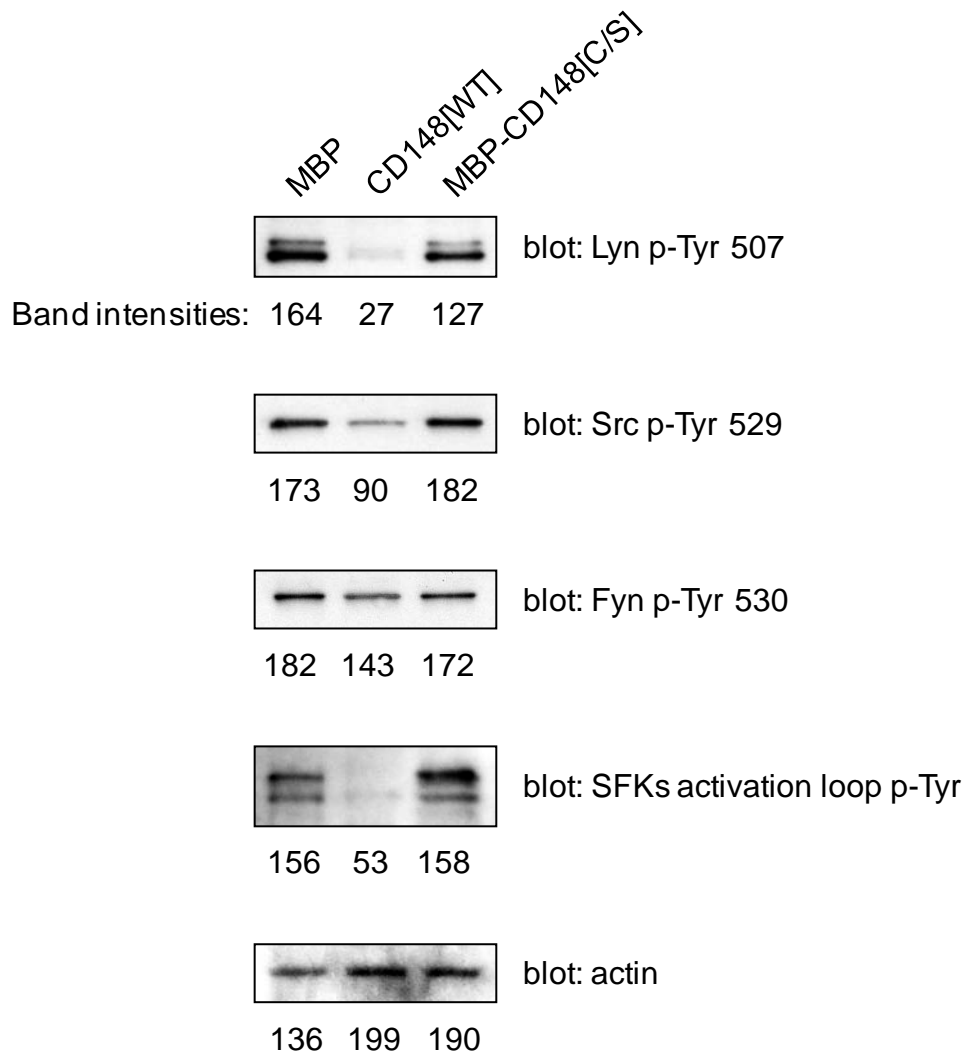 MBP CD148[WT] MBP-CD148[C/S]
blot: Lyn p-Tyr 507
Band intensities: 164 27 127
blot: Src p-Tyr 529
173 90 182
blot: Fyn p-Tyr 530
182 143 172
blot: SFKs activation loop p-Tyr
156 53 158
blot: actin
136 199 190